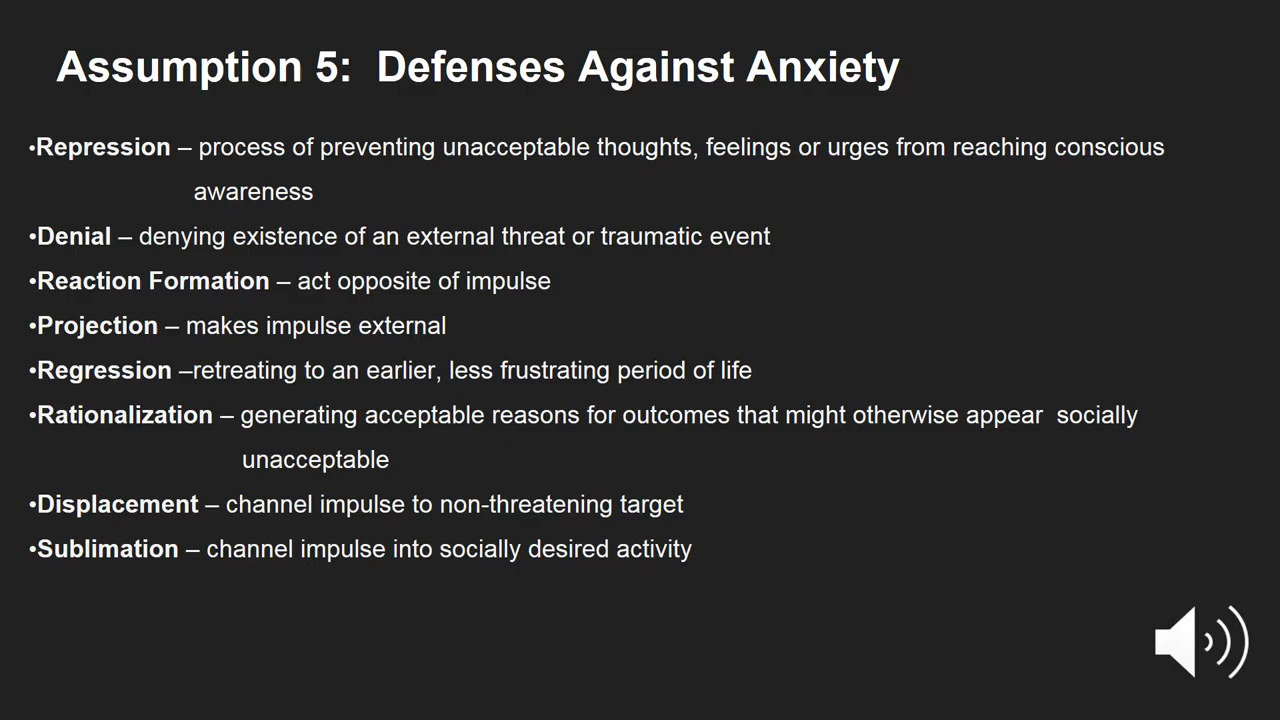 Assumption 5:  Defenses Against Anxiety
•Repression – process of preventing unacceptable thoughts, feelings or urges from reaching conscious
awareness
•Denial – denying existence of an external threat or traumatic event
•Reaction Formation – act opposite of impulse
•Projection – makes impulse external
•Regression –retreating to an earlier, less frustrating period of life
•Rationalization – generating acceptable reasons for outcomes that might otherwise appear  socially
unacceptable
•Displacement – channel impulse to non-threatening target
•Sublimation – channel impulse into socially desired activity